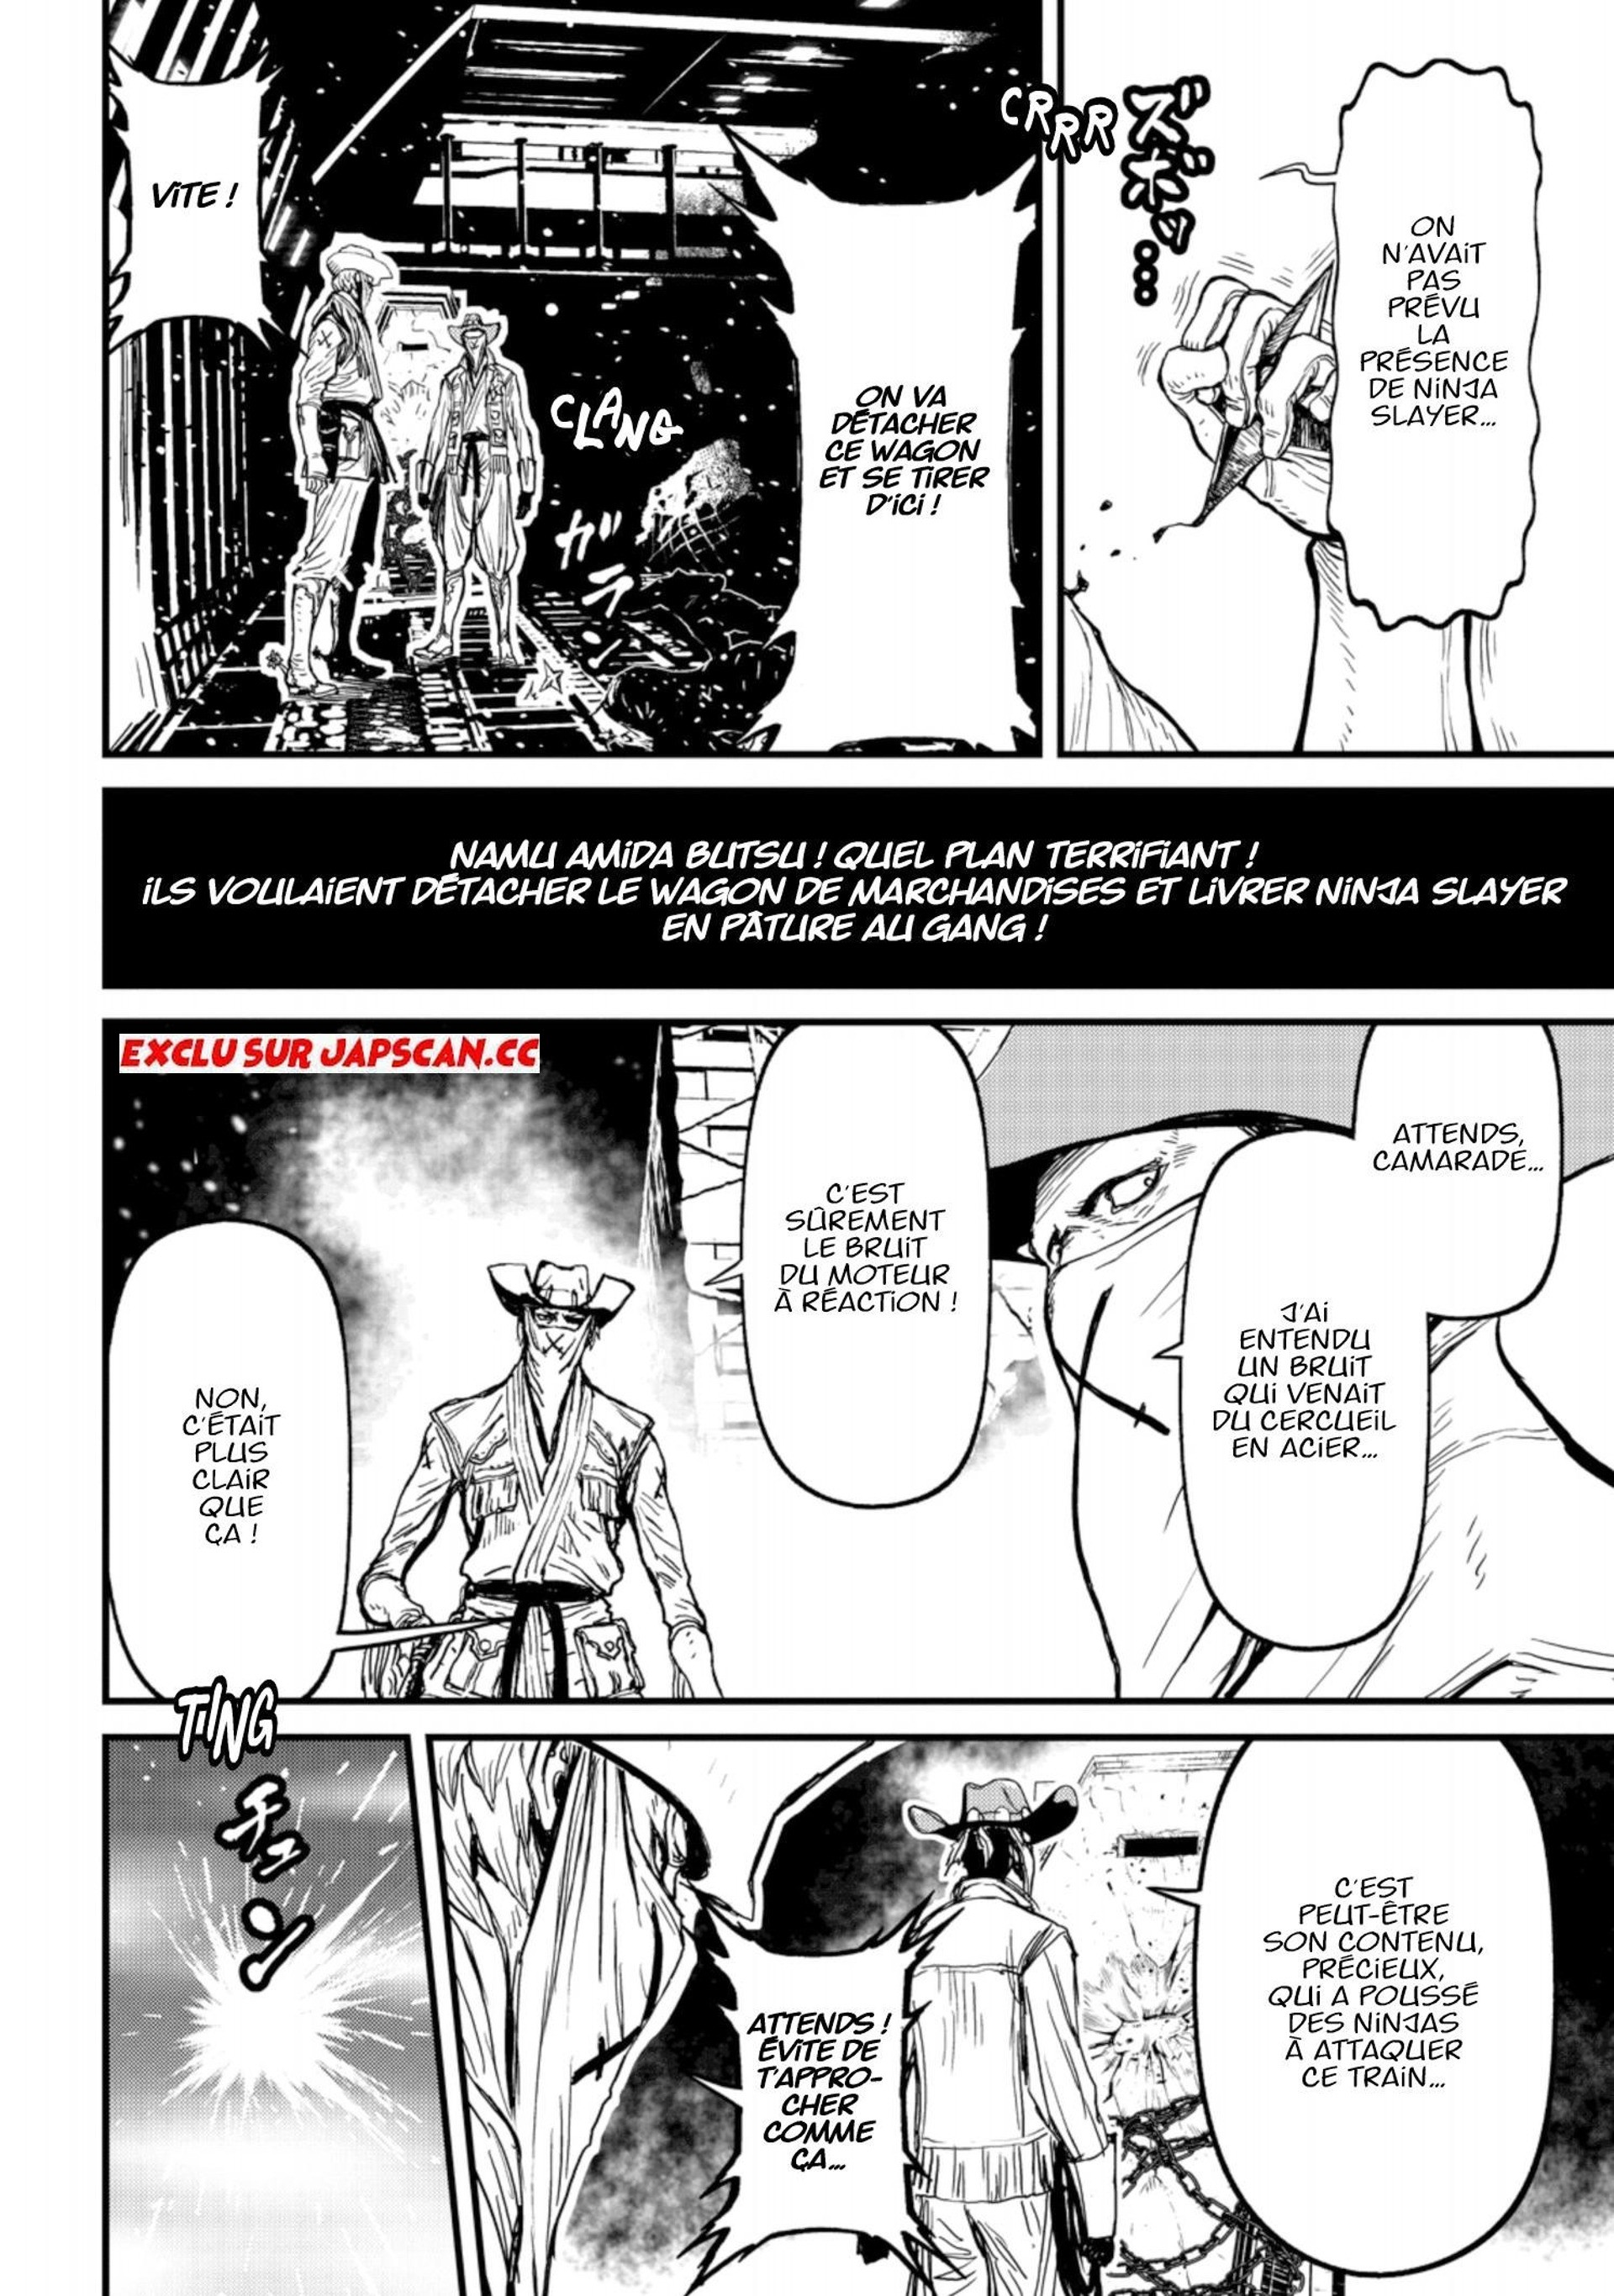 CRRR
ズボッ…
ON
N'AVAIT
PAS
PRÉVU
LA
PRÉSENCE
DE NINJA
SLAYER...
ON VA
DÉTACHER
CE WAGON
ET SE TIRER
D'ICI !
CLANG
ガラン
VITE !
NAMU AMIDA BUTSU ! QUEL PLAN TERRIFIANT !
ILS VOULAIENT DÉTACHER LE WAGON DE MARCHANDISES ET LIVRER NINJA SLAYER
EN PÂTURE AU GANG !
EXCLU SUR JAPSCAN.CC
ATTENDS,
CAMARADE...
J'AI
ENTENDU
UN BRUIT
QUI VENAIT
DU CERCUEIL
EN ACIER...
C'EST
SÛREMENT
LE BRUIT
DU MOTEUR
À RÉACTION !
NON,
C'ÉTAIT
PLUS
CLAIR
QUE
ÇA !
C'EST
PEUT-ÊTRE
SON CONTENU,
PRÉCIEUX,
QUI A POUSSÉ
DES NINJAS
À ATTAQUER
CE TRAIN...
ATTENDS !
ÉVITE DE
T'APPRO-
CHER
COMME
ÇA...
TIING
チュン